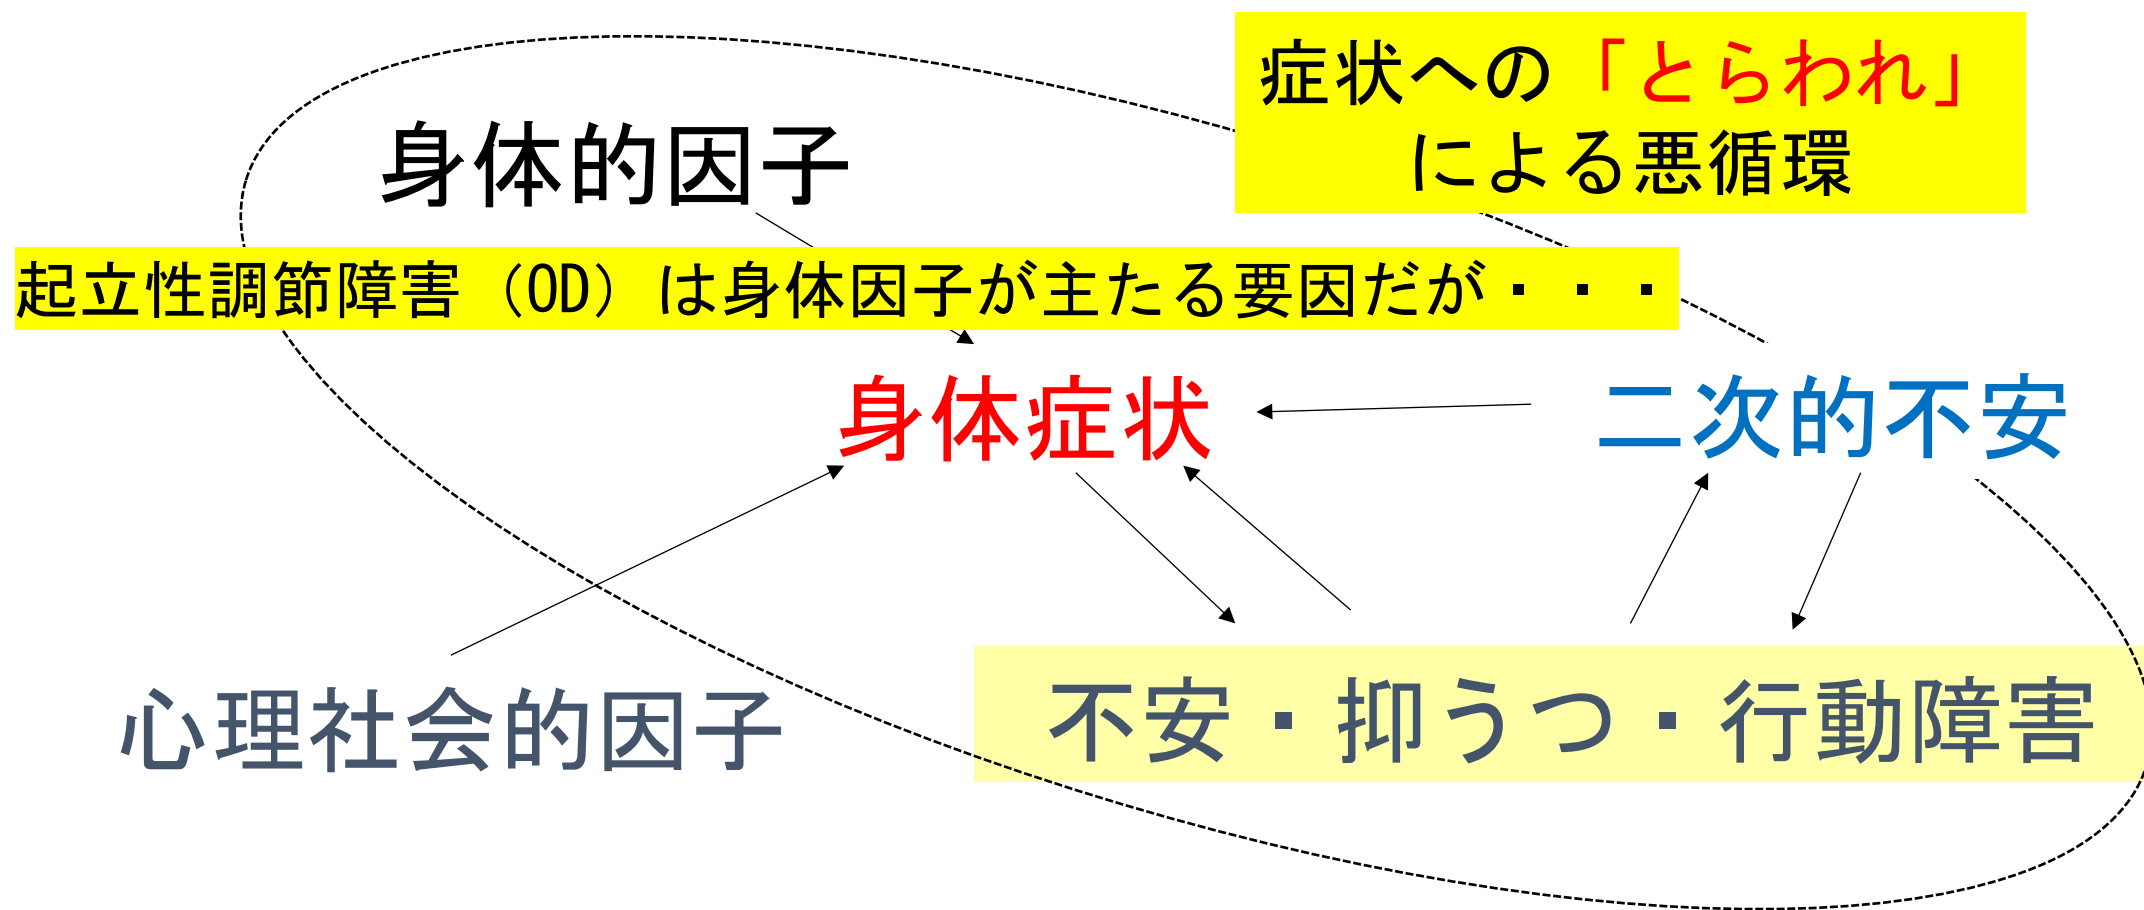 症状への「とらわれ」
による悪循環
身体的因子
起立性調節障害（OD）は身体因子が主たる要因だが・・・
身体症状
二次的不安
心理社会的因子
不安・抑うつ・行動障害